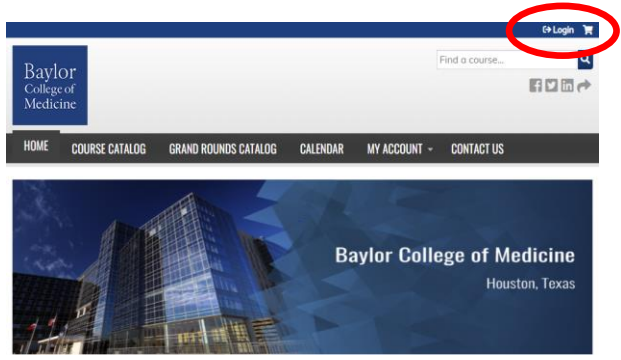 Login
Baylor
College of
Medicine
Find a course...
HOME COURSE CATALOG GRAND ROUNDS CATALOG CALENDAR MY ACCOUNT CONTACT US
Baylor College of Medicine
Houston, Texas